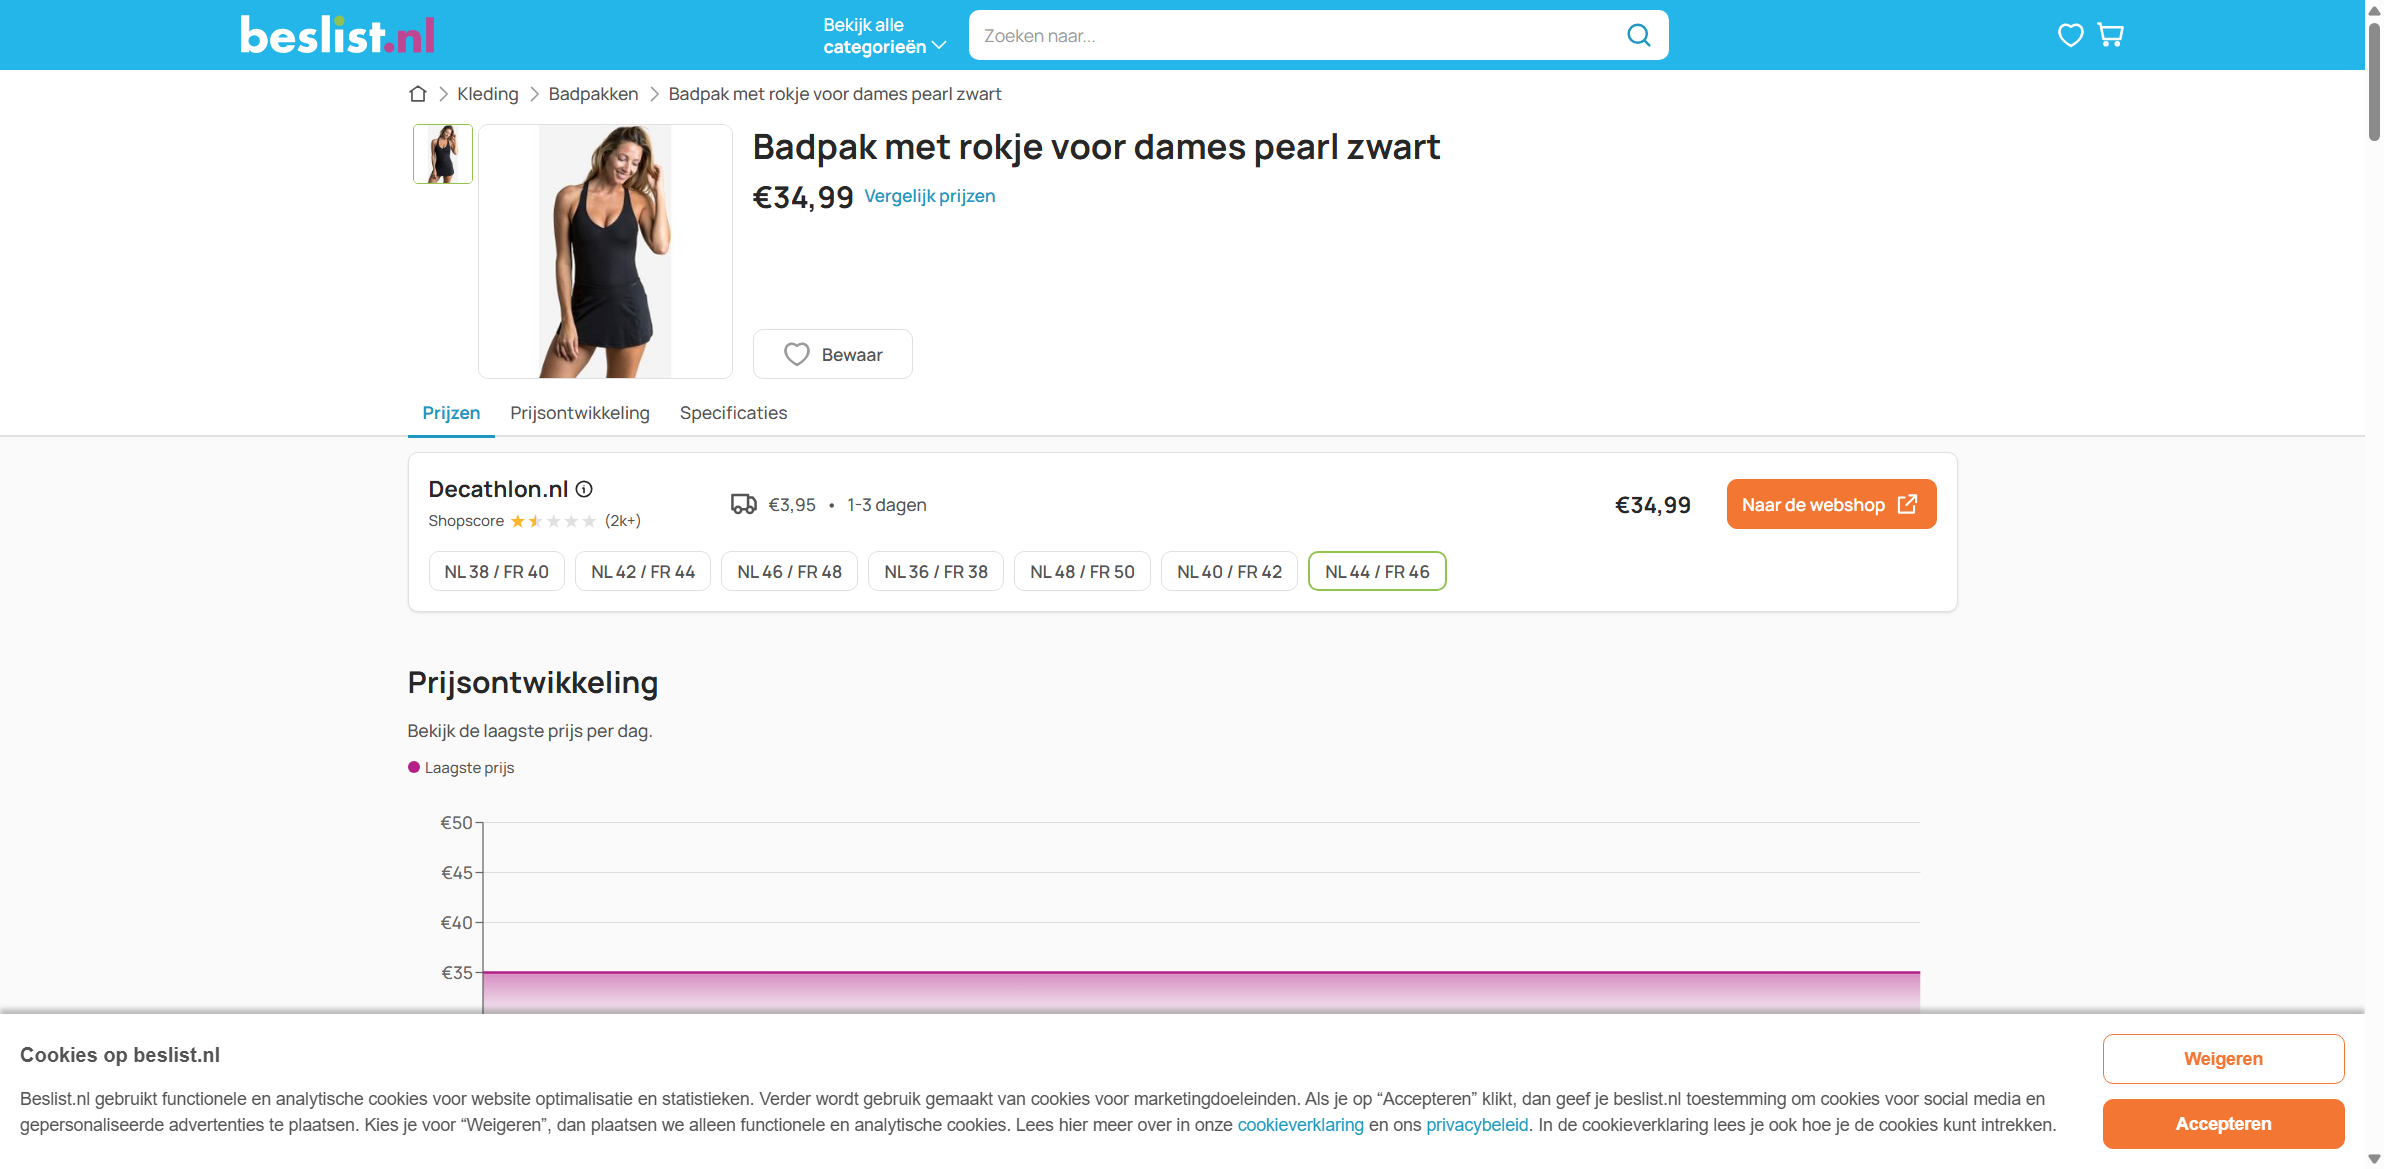 beslist.nl
Bekijk alle
categorieën
Zoeken naar...
Kleding
Badpakken
Badpak met rokje voor dames pearl zwart
Badpak met rokje voor dames pearl zwart
€34,99 Vergelijk prijzen
Bewaar
Prijzen Prijsontwikkeling Specificaties
Decathlon.nl
Shopscore (2k+)
€3,95 • 1-3 dagen
€34,99
Naar de webshop
NL 38 / FR 40
NL 42 / FR 44
NL 46 / FR 48
NL 36 / FR 38
NL 48 / FR 50
NL 40 / FR 42
NL 44 / FR 46
Prijsontwikkeling
Bekijk de laagste prijs per dag.
Laagste prijs
€50
€45
€40
€35
Cookies op beslist.nl
Beslist.nl gebruikt functionele en analytische cookies voor website optimalisatie en statistieken. Verder wordt gebruik gemaakt van cookies voor marketingdoeleinden. Als je op “Accepteren” klikt, dan geef je beslist.nl toestemming om cookies voor social media en
gepersonaliseerde advertenties te plaatsen. Kies je voor “Weigeren”, dan plaatsen we alleen functionele en analytische cookies. Lees hier meer over in onze cookieverklaring en ons privacybeleid. In de cookieverklaring lees je ook hoe je de cookies kunt intrekken.
Weigeren
Accepteren